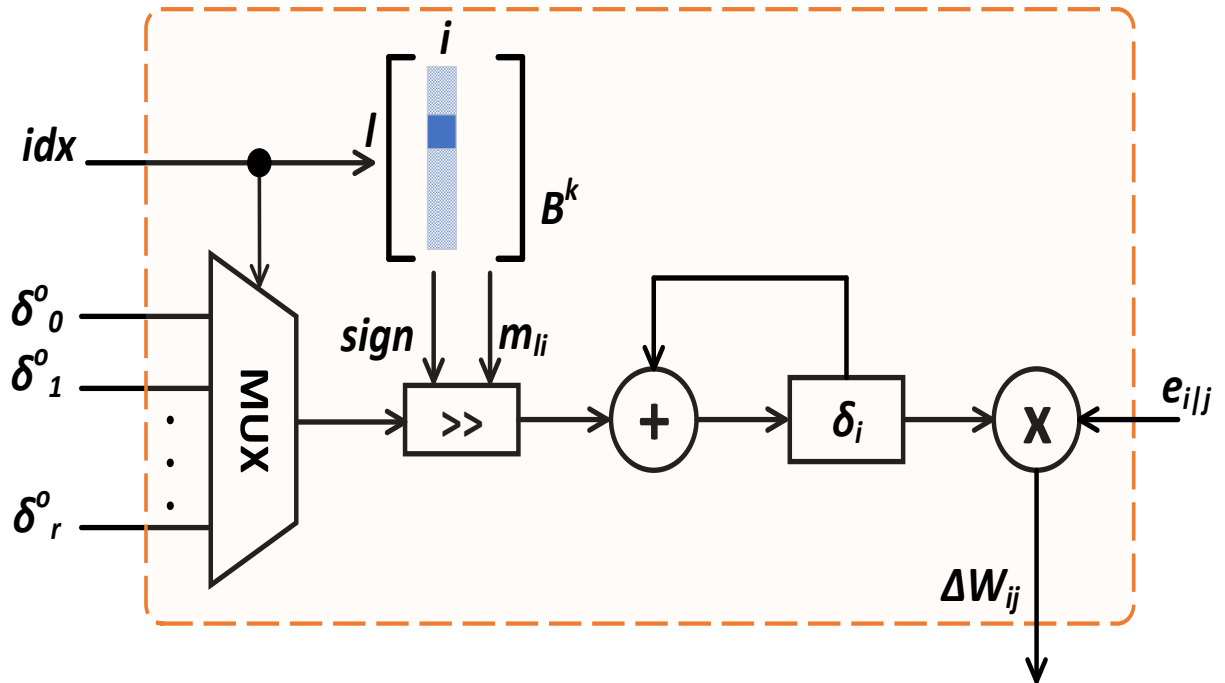 i
l
idx
B^k
δ^o_0
sign
m_li
δ^o_1
MUX
>>
+
δ_i
X
e_i|j
.
.
.
δ^o_r
ΔW_ij